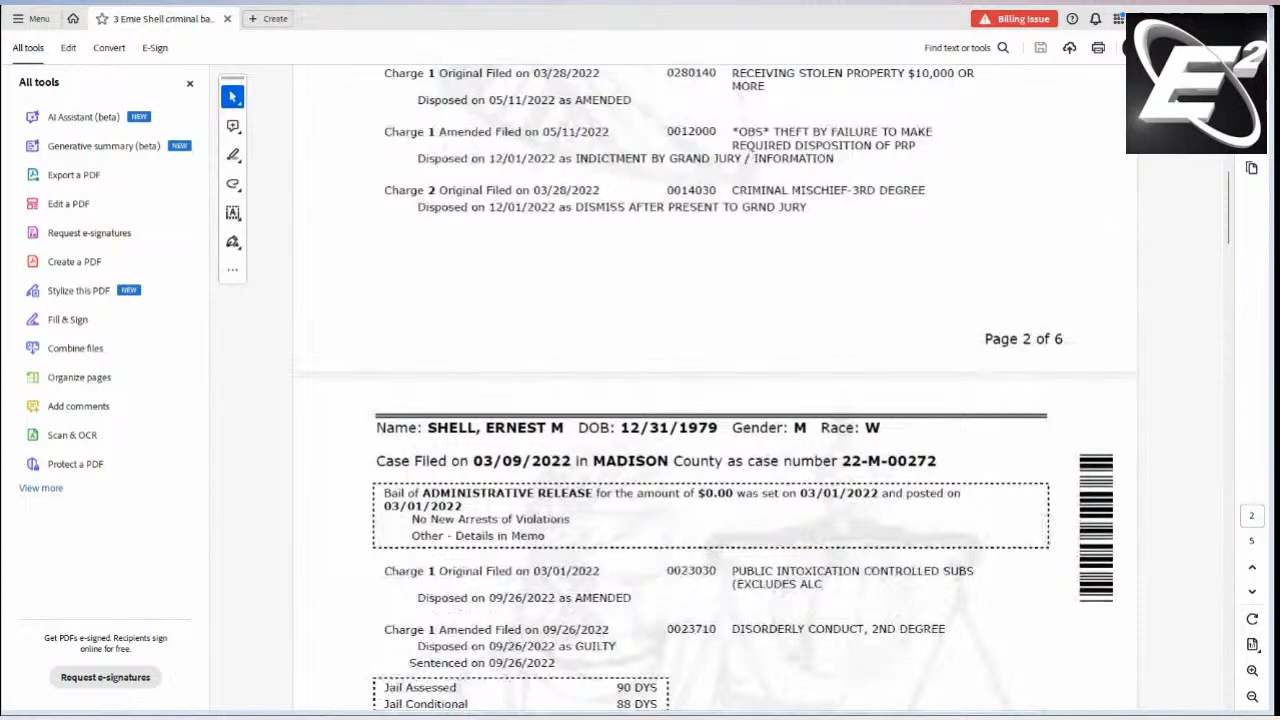 Menu
3 Ernie Shell criminal ba...
Create
Billing Issue
All tools
Edit
Convert
E-Sign
Find text or tools
E2
All tools
AI Assistant (beta)
NEW
Generative summary (beta)
NEW
Export a PDF
Edit a PDF
Request e-signatures
Create a PDF
Stylize this PDF
NEW
Fill & Sign
Combine files
Organize pages
Add comments
Scan & OCR
Protect a PDF
View more
Get PDFs e-signed. Recipients sign
online for free.
Request e-signatures
Charge 1 Original Filed on 03/28/2022 0280140 RECEIVING STOLEN PROPERTY $10,000 OR
MORE
Disposed on 05/11/2022 as AMENDED
Charge 1 Amended Filed on 05/11/2022 0012000 *OBS* THEFT BY FAILURE TO MAKE
REQUIRED DISPOSITION OF PRP
Disposed on 12/01/2022 as INDICTMENT BY GRAND JURY / INFORMATION
Charge 2 Original Filed on 03/28/2022 0014030 CRIMINAL MISCHIEF-3RD DEGREE
Disposed on 12/01/2022 as DISMISS AFTER PRESENT TO GRND JURY
Page 2 of 6
Name: SHELL, ERNEST M DOB: 12/31/1979 Gender: M Race: W
Case Filed on 03/09/2022 in MADISON County as case number 22-M-00272
Bail of ADMINISTRATIVE RELEASE for the amount of $0.00 was set on 03/01/2022 and posted on
03/01/2022
No New Arrests of Violations
Other - Details in Memo
Charge 1 Original Filed on 03/01/2022 0023030 PUBLIC INTOXICATION CONTROLLED SUBS
(EXCLUDES ALC
Disposed on 09/26/2022 as AMENDED
Charge 1 Amended Filed on 09/26/2022 0023710 DISORDERLY CONDUCT, 2ND DEGREE
Disposed on 09/26/2022 as GUILTY
Sentenced on 09/26/2022
Jail Assessed 90 DYS
Jail Conditional 88 DYS
2
5